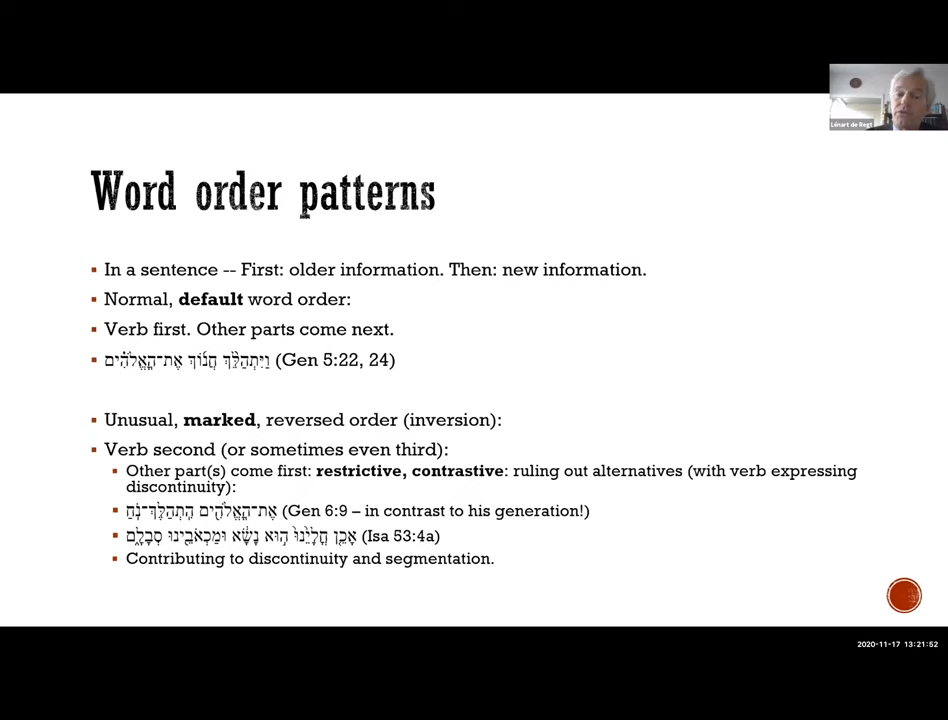 Lénart de Regt
Word order patterns
▪ In a sentence -- First: older information. Then: new information.
▪ Normal, default word order:
▪ Verb first. Other parts come next.
▪ וַיִּתְהַלֵּ֨ךְ חֲנ֜וֹךְ אֶת־הָֽאֱלֹהִ֗ים (Gen 5:22, 24)
▪ Unusual, marked, reversed order (inversion):
▪ Verb second (or sometimes even third):
▪ Other part(s) come first: restrictive, contrastive: ruling out alternatives (with verb expressing
discontinuity):
▪ אֶת־הָֽאֱלֹהִ֖ים הִֽתְהַלֶּךְ־נֹֽחַ (Gen 6:9 – in contrast to his generation!)
▪ אָכֵ֤ן חֳלָיֵ֙נוּ֙ ה֣וּא נָשָׂ֔א וּמַכְאֹבֵ֖ינוּ סְבָלָ֑ם (Isa 53:4a)
▪ Contributing to discontinuity and segmentation.
2020-11-17 13:21:52